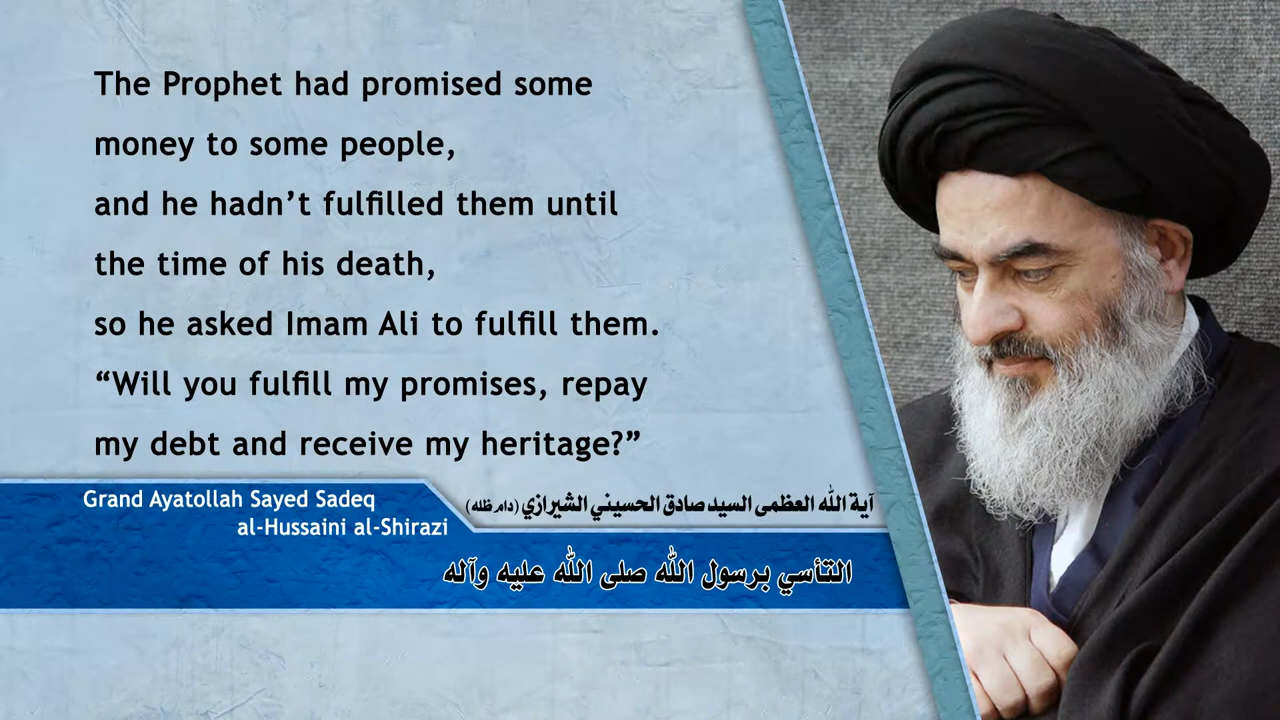 The Prophet had promised some
money to some people,
and he hadn’t fulfilled them until
the time of his death,
so he asked Imam Ali to fulfill them.
“Will you fulfill my promises, repay
my debt and receive my heritage?”
Grand Ayatollah Sayed Sadeq
al-Hussaini al-Shirazi
آية الله العظمى السيد صادق الحسيني الشيرازي (دام ظله)
التأسي برسول الله صلى الله عليه وآله